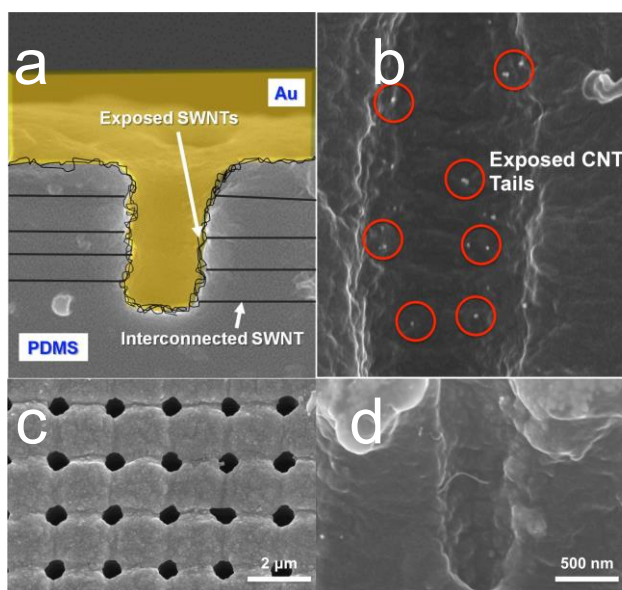 a
Au
Exposed SWNTs
Interconnected SWNT
PDMS
b
Exposed CNT
Tails
c
2 µm
d
500 nm